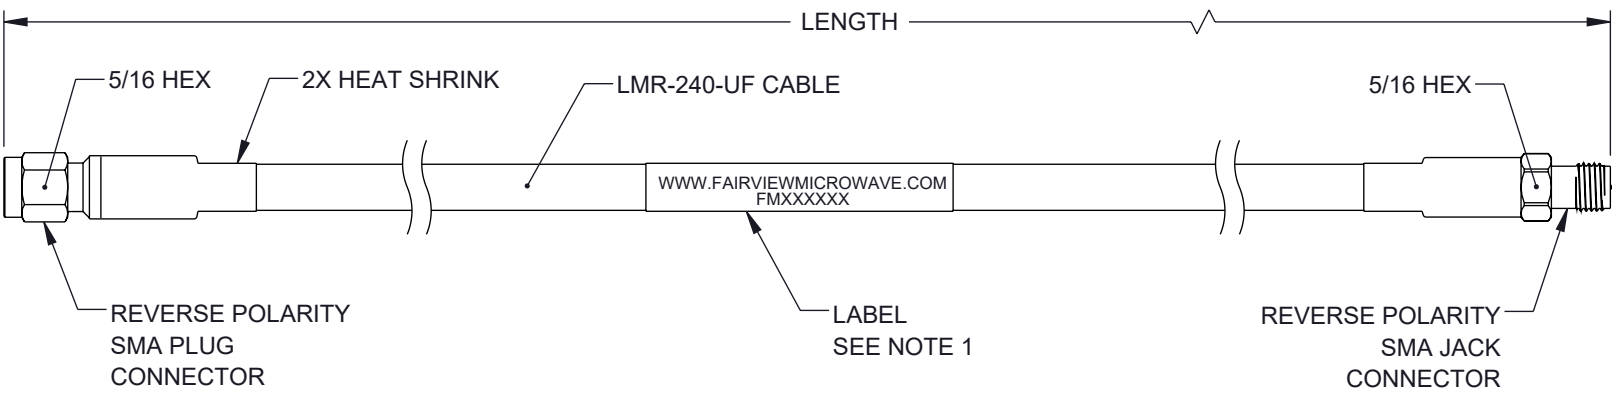 LENGTH
5/16 HEX
2X HEAT SHRINK
LMR-240-UF CABLE
5/16 HEX
WWW.FAIRVIEWMICROWAVE.COM
FMXXXXXX
REVERSE POLARITY
SMA PLUG
CONNECTOR
LABEL
SEE NOTE 1
REVERSE POLARITY
SMA JACK
CONNECTOR